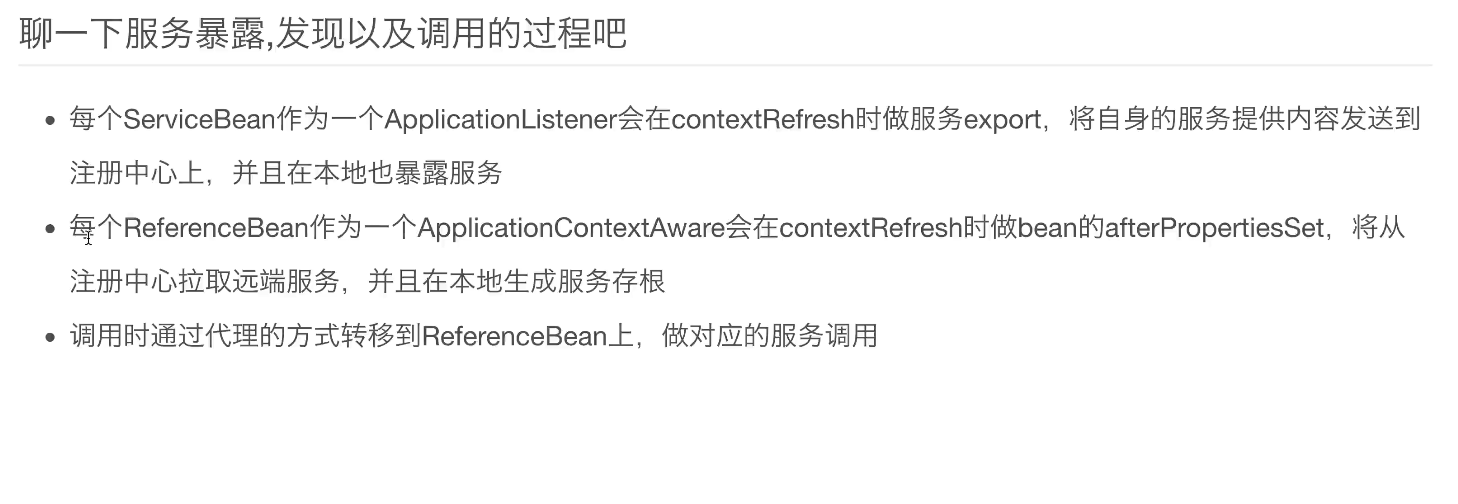 聊一下服务暴露,发现以及调用的过程吧
每个ServiceBean作为一个ApplicationListener会在contextRefresh时做服务export，将自身的服务提供内容发送到
注册中心上，并且在本地也暴露服务
每个ReferenceBean作为一个ApplicationContextAware会在contextRefresh时做bean的afterPropertiesSet，将从
注册中心拉取远端服务，并且在本地生成服务存根
调用时通过代理的方式转移到ReferenceBean上，做对应的服务调用